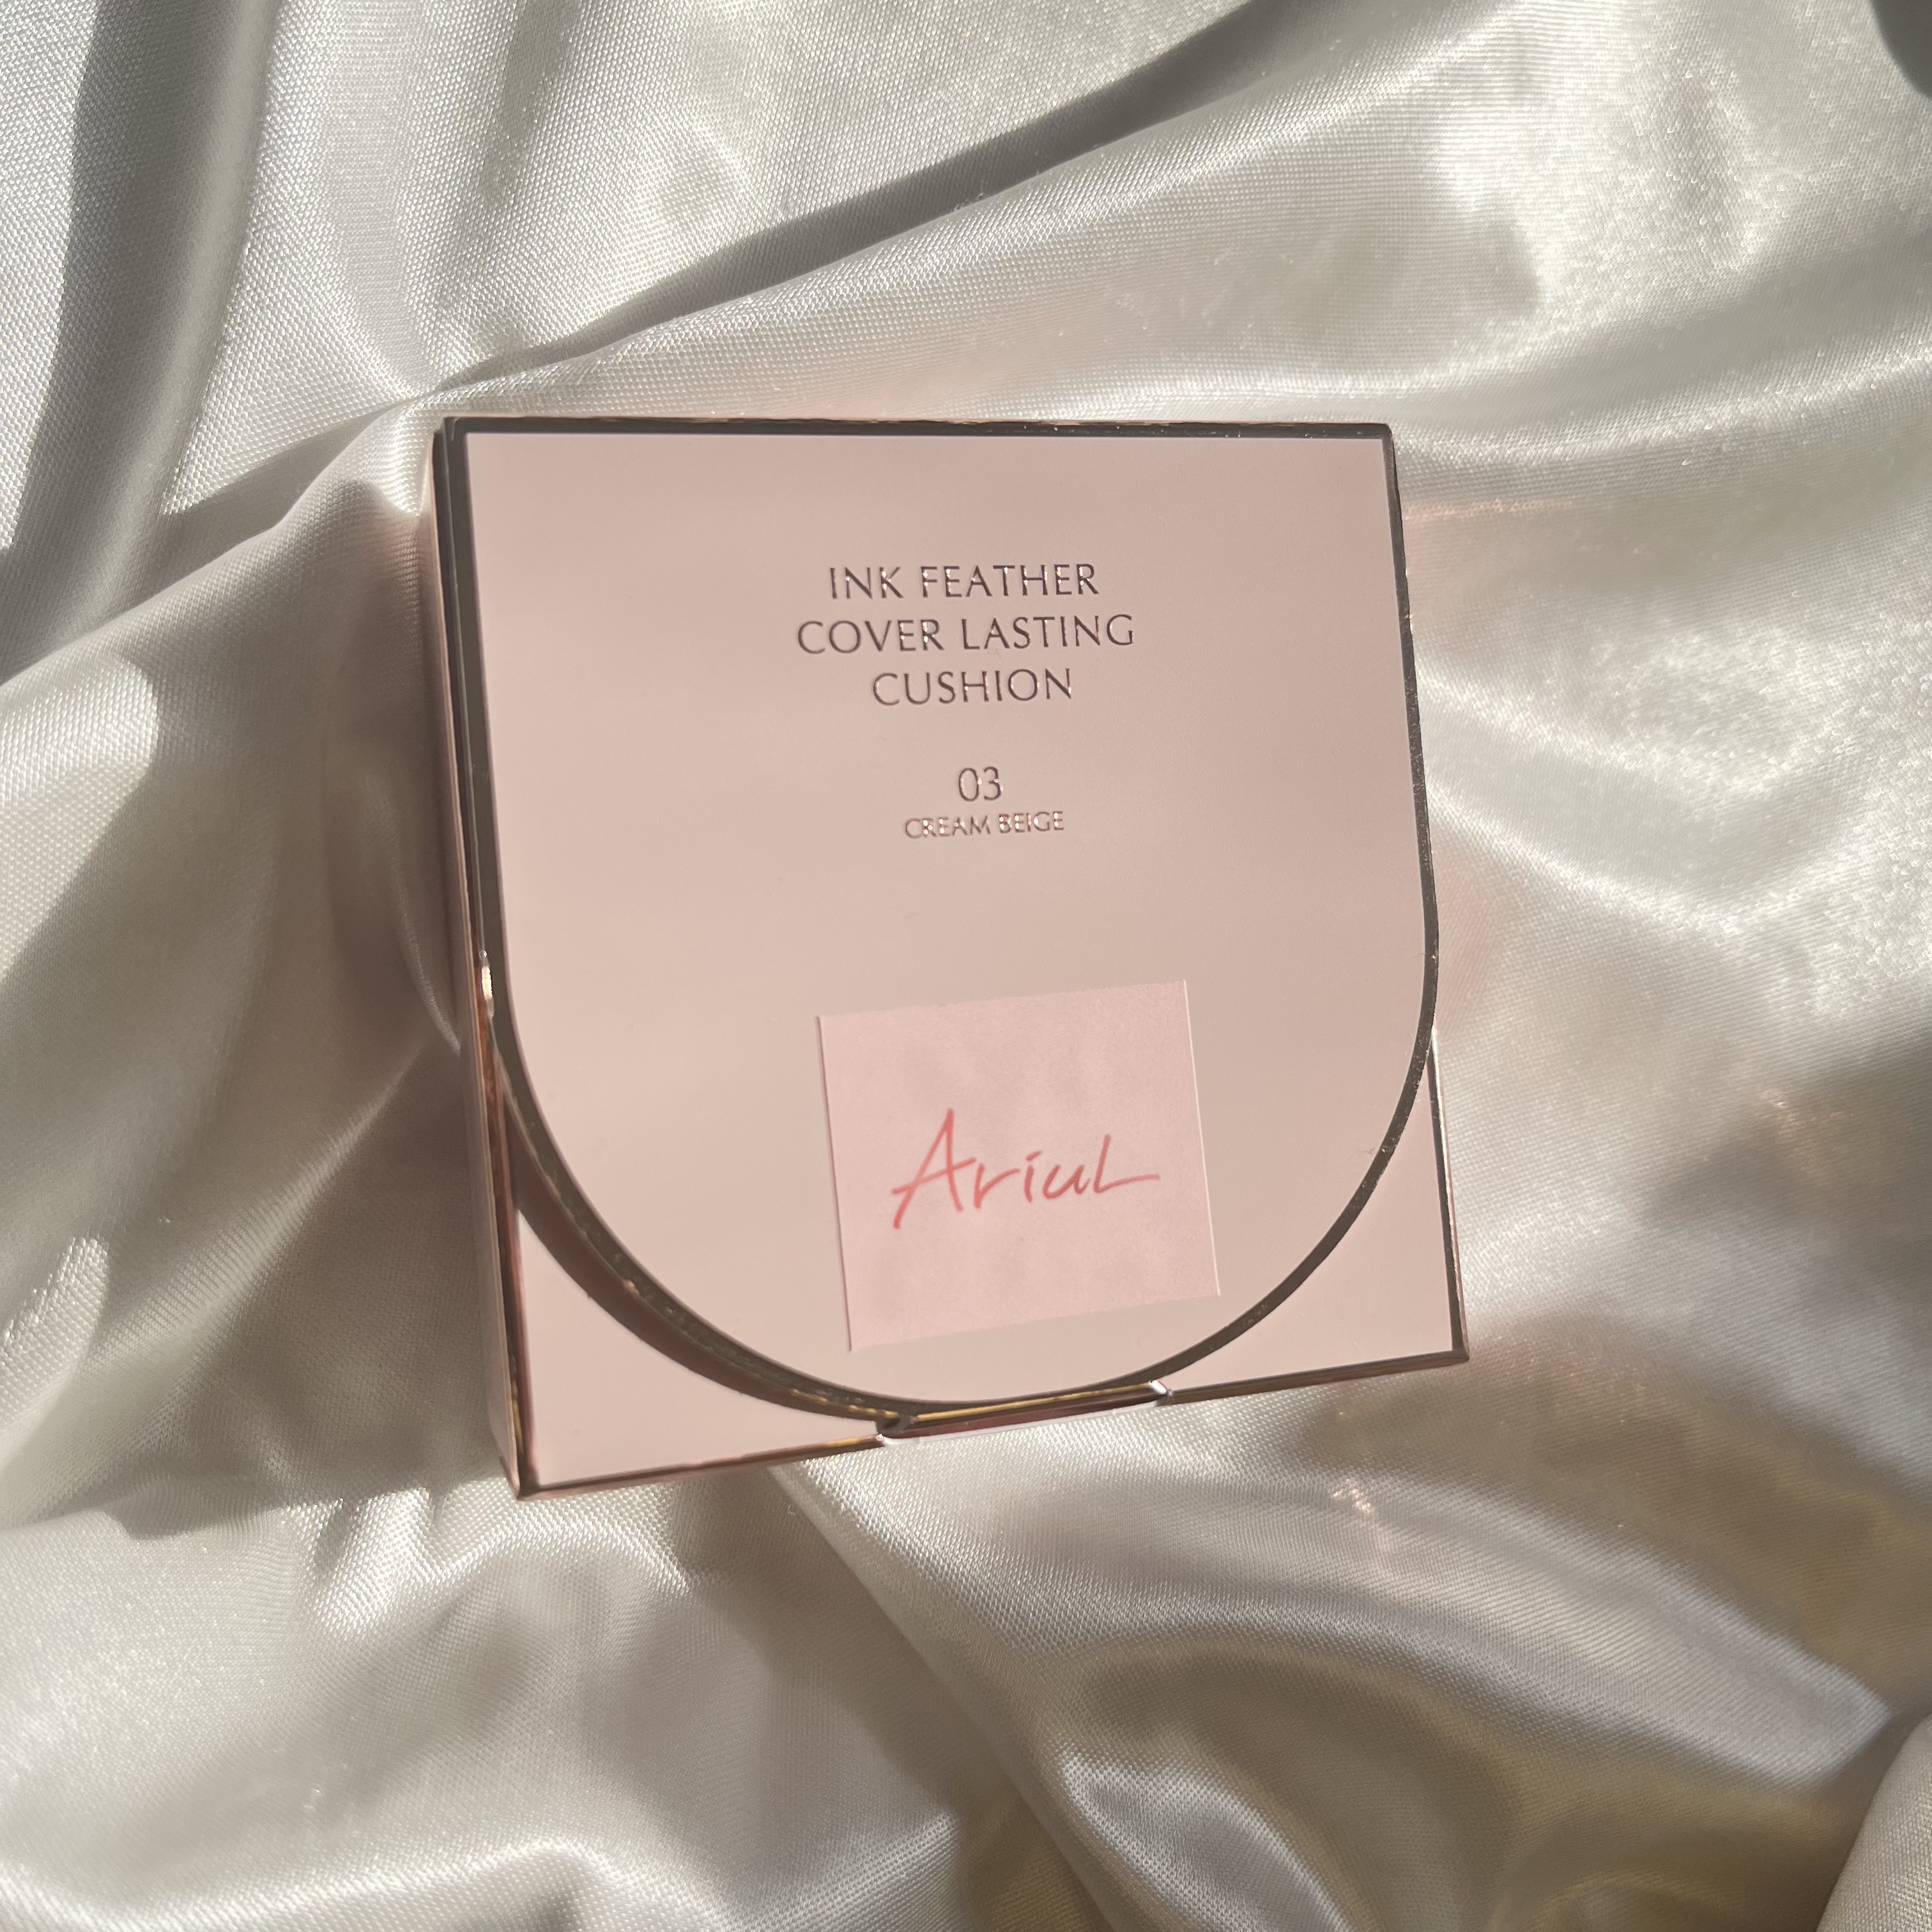 INK FEATHER
COVER LASTING
CUSHION
03
CREAM BEIGE
Ariul